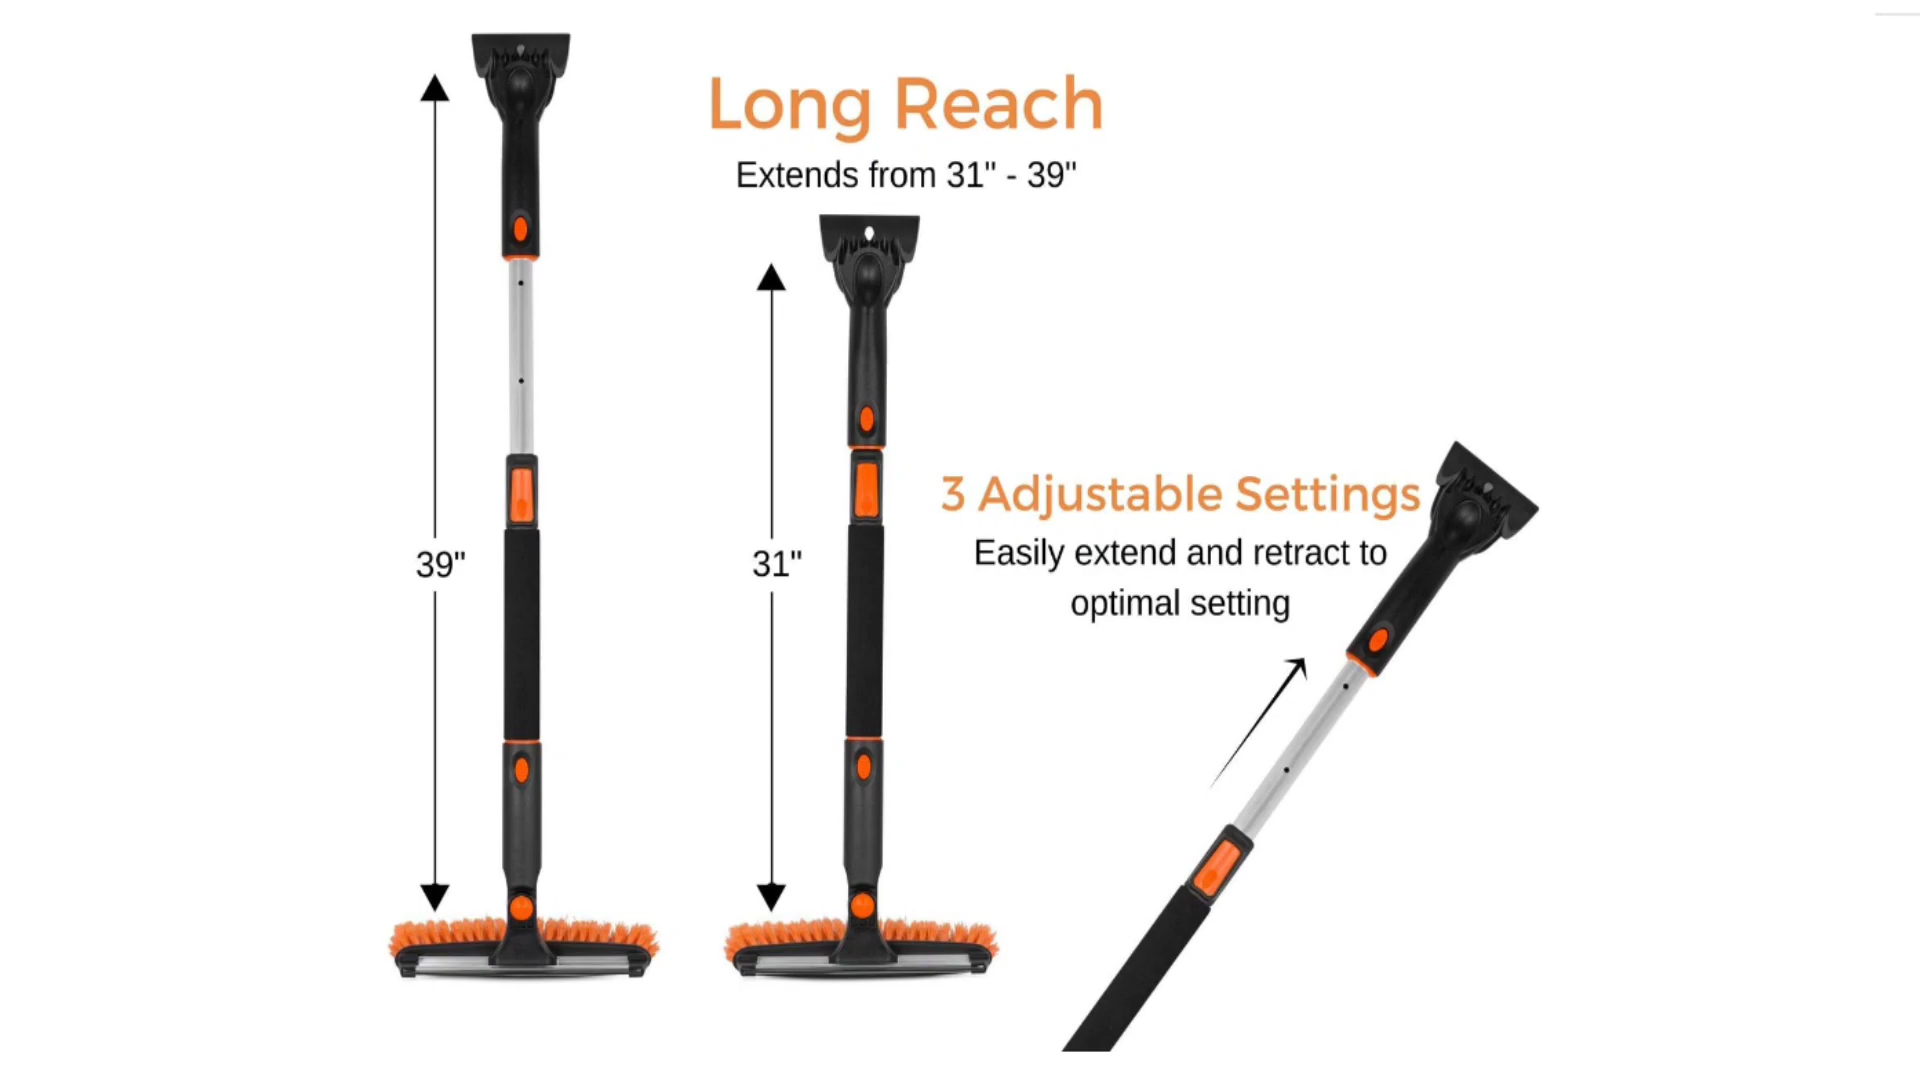 Long Reach
Extends from 31" - 39"
39"
31"
3 Adjustable Settings
Easily extend and retract to
optimal setting